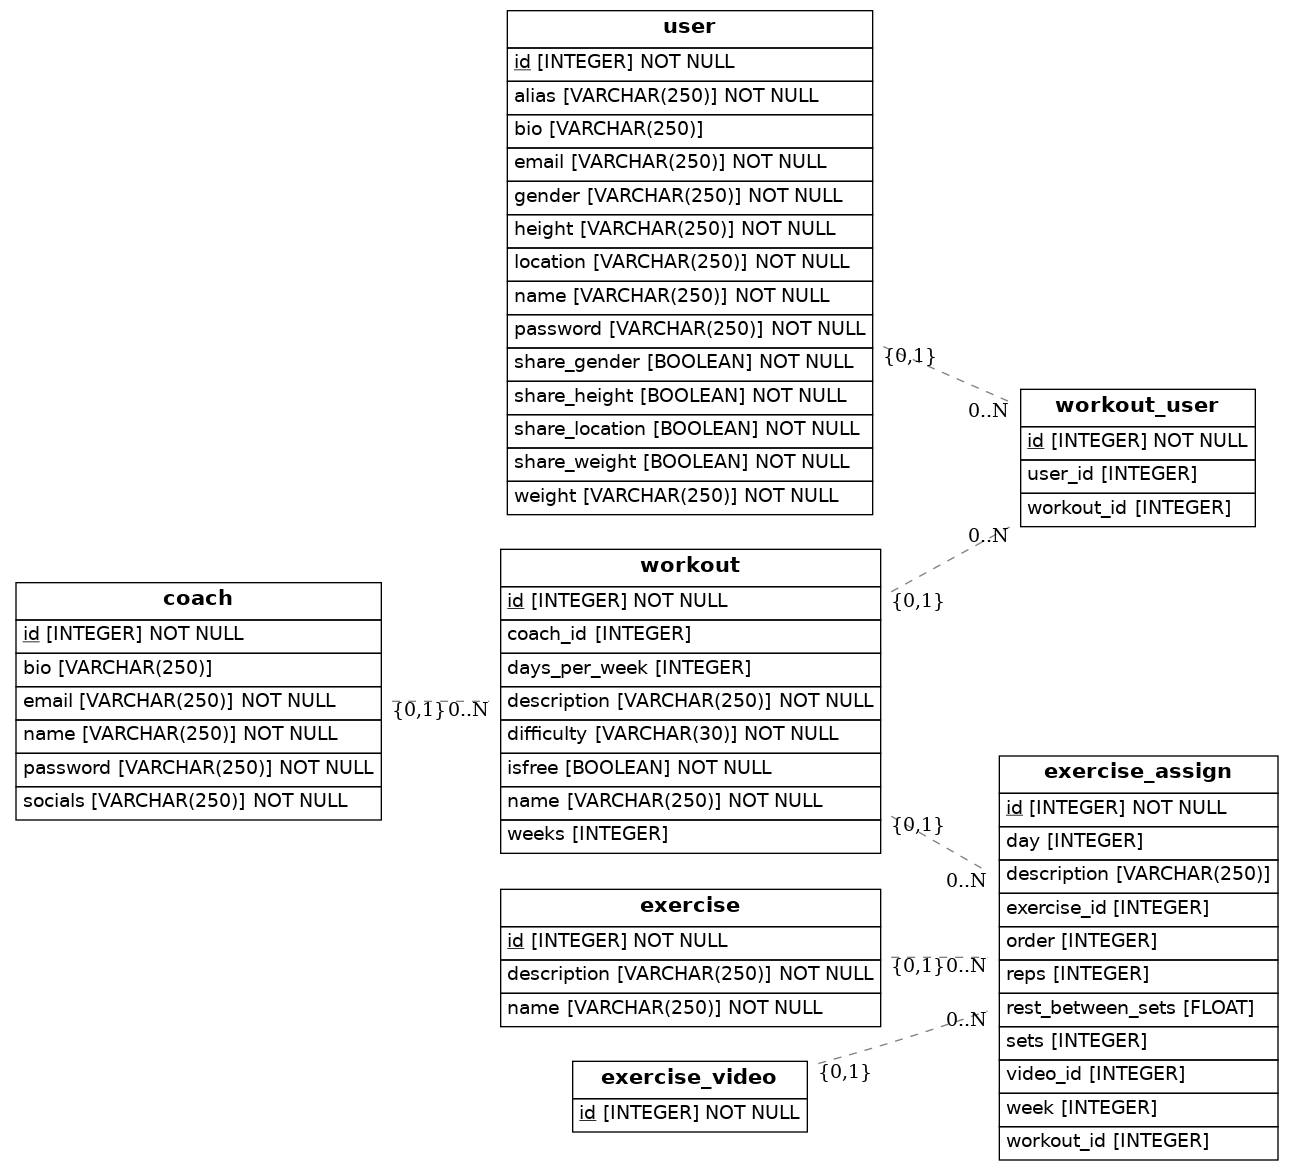 user
id [INTEGER] NOT NULL
alias [VARCHAR(250)] NOT NULL
bio [VARCHAR(250)]
email [VARCHAR(250)] NOT NULL
gender [VARCHAR(250)] NOT NULL
height [VARCHAR(250)] NOT NULL
location [VARCHAR(250)] NOT NULL
name [VARCHAR(250)] NOT NULL
password [VARCHAR(250)] NOT NULL
share_gender [BOOLEAN] NOT NULL
share_height [BOOLEAN] NOT NULL
share_location [BOOLEAN] NOT NULL
share_weight [BOOLEAN] NOT NULL
weight [VARCHAR(250)] NOT NULL
{0,1}
0..N
workout_user
id [INTEGER] NOT NULL
user_id [INTEGER]
workout_id [INTEGER]
0..N
{0,1}
coach
id [INTEGER] NOT NULL
bio [VARCHAR(250)]
email [VARCHAR(250)] NOT NULL
name [VARCHAR(250)] NOT NULL
password [VARCHAR(250)] NOT NULL
socials [VARCHAR(250)] NOT NULL
{0,1} 0..N
workout
id [INTEGER] NOT NULL
coach_id [INTEGER]
days_per_week [INTEGER]
description [VARCHAR(250)] NOT NULL
difficulty [VARCHAR(30)] NOT NULL
isfree [BOOLEAN] NOT NULL
name [VARCHAR(250)] NOT NULL
weeks [INTEGER]
{0,1}
0..N
exercise
id [INTEGER] NOT NULL
description [VARCHAR(250)] NOT NULL
name [VARCHAR(250)] NOT NULL
{0,1} 0..N
exercise_video
id [INTEGER] NOT NULL
{0,1}
0..N
exercise_assign
id [INTEGER] NOT NULL
day [INTEGER]
description [VARCHAR(250)]
exercise_id [INTEGER]
order [INTEGER]
reps [INTEGER]
rest_between_sets [FLOAT]
sets [INTEGER]
video_id [INTEGER]
week [INTEGER]
workout_id [INTEGER]